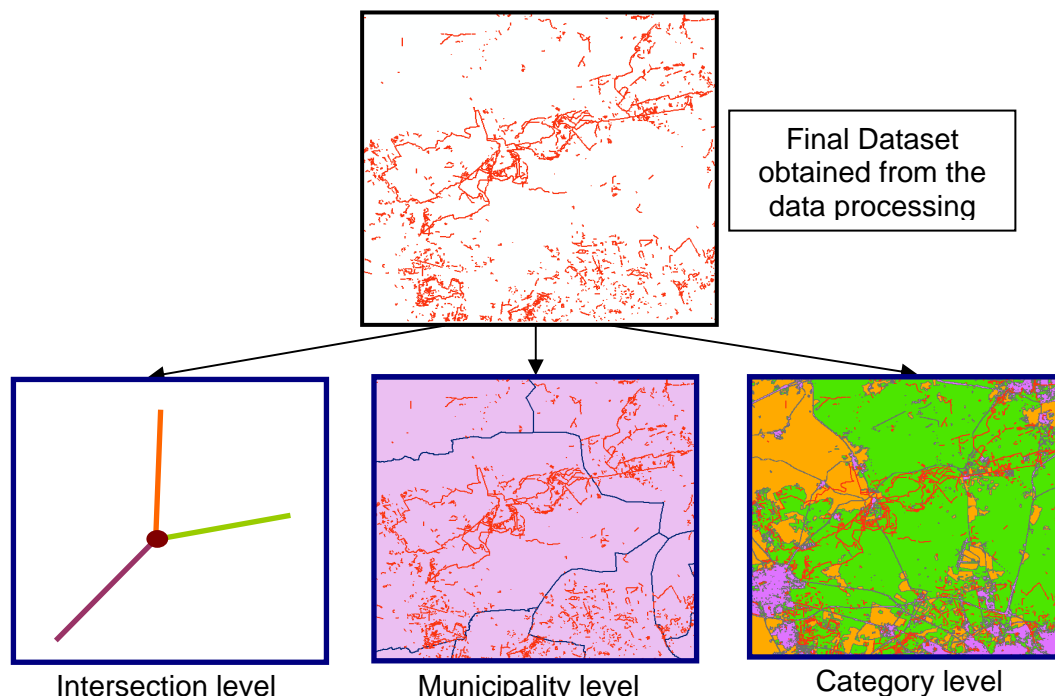 Final Dataset
obtained from the
data processing
Intersection level
Municipality level
Category level